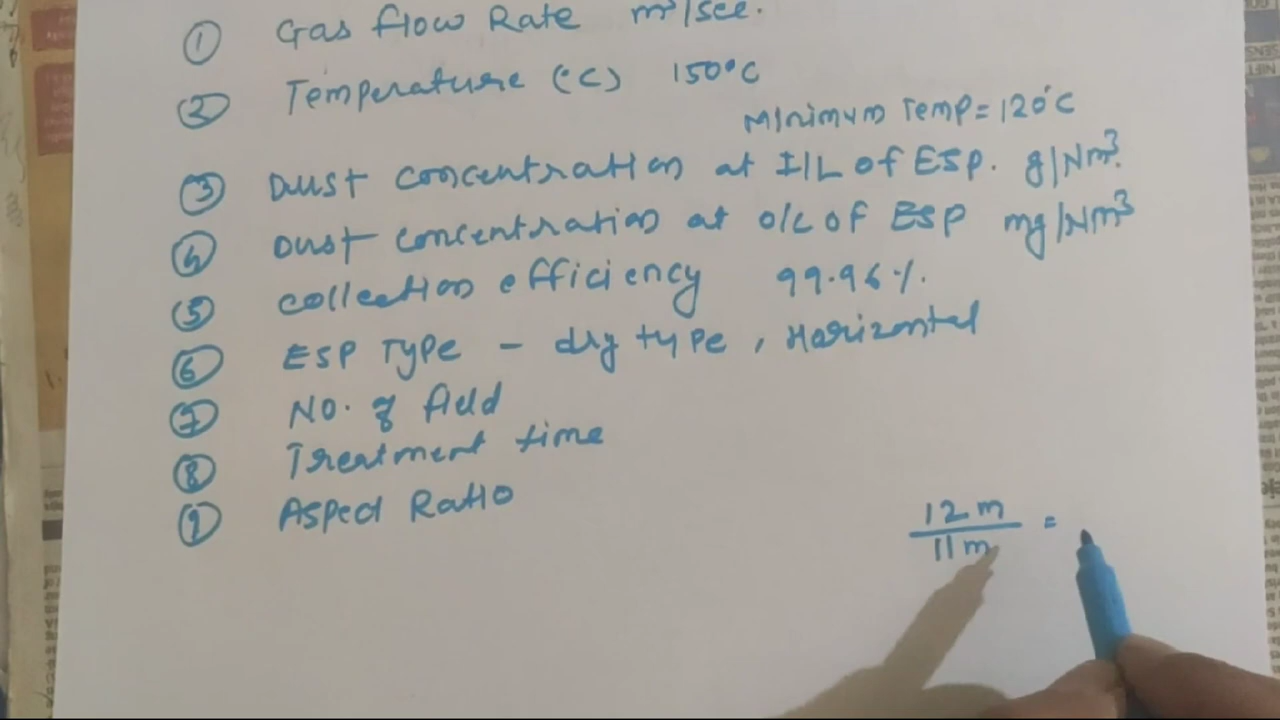 ① Gas flow Rate m³/sec.
② Temperature (°C) 150°C
Minimum Temp = 120°C
③ Dust concentration at I/L of ESP. g/Nm³.
④ Dust concentration at o/L of ESP mg/Nm³
⑤ collection efficiency 99.96%.
⑥ ESP Type - dry type, Horizontal
⑦ No. of field
⑧ Treatment time
⑨ Aspect Ratio
12 m
11 m
=